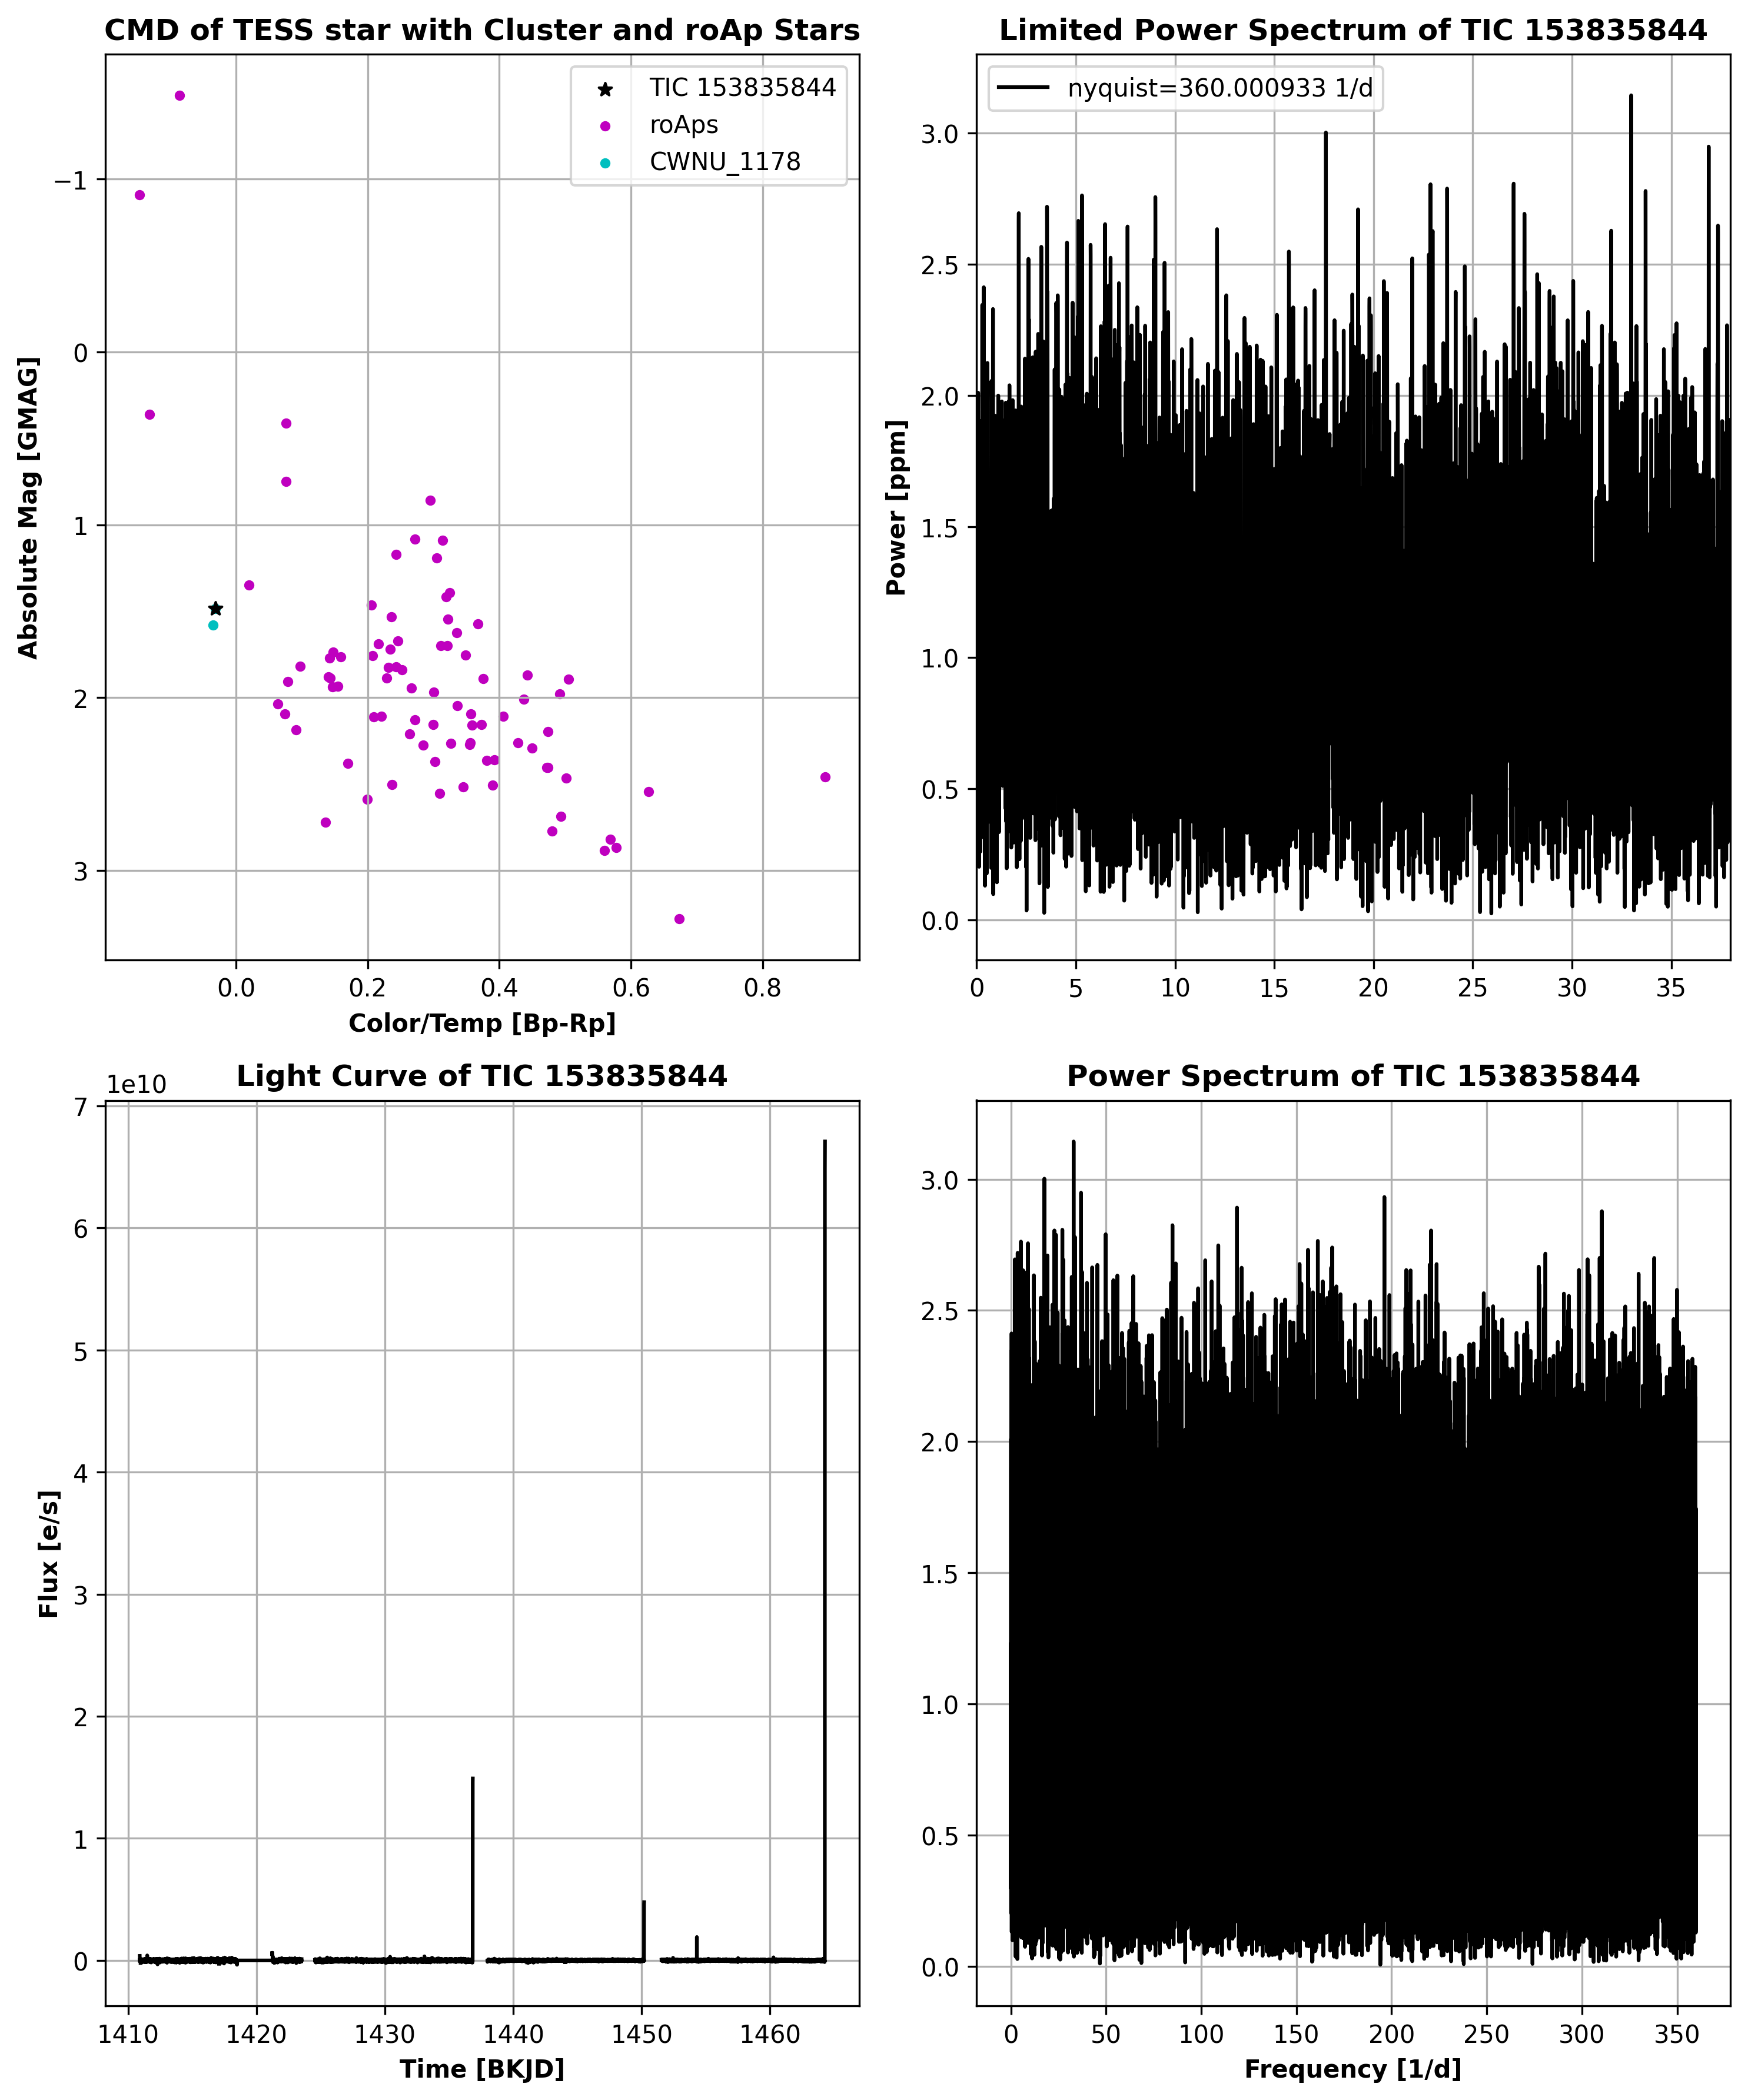 CMD of TESS star with Cluster and roAp Stars
TIC 153835844
roAps
CWNU_1178
−1
0
1
2
3
Absolute Mag [GMAG]
0.0 0.2 0.4 0.6 0.8
Color/Temp [Bp-Rp]
Limited Power Spectrum of TIC 153835844
nyquist=360.000933 1/d
3.0
2.5
2.0
1.5
1.0
0.5
0.0
Power [ppm]
0 5 10 15 20 25 30 35
Light Curve of TIC 153835844
1e10
7
6
5
4
3
2
1
0
Flux [e/s]
1410 1420 1430 1440 1450 1460
Time [BKJD]
Power Spectrum of TIC 153835844
3.0
2.5
2.0
1.5
1.0
0.5
0.0
0 50 100 150 200 250 300 350
Frequency [1/d]